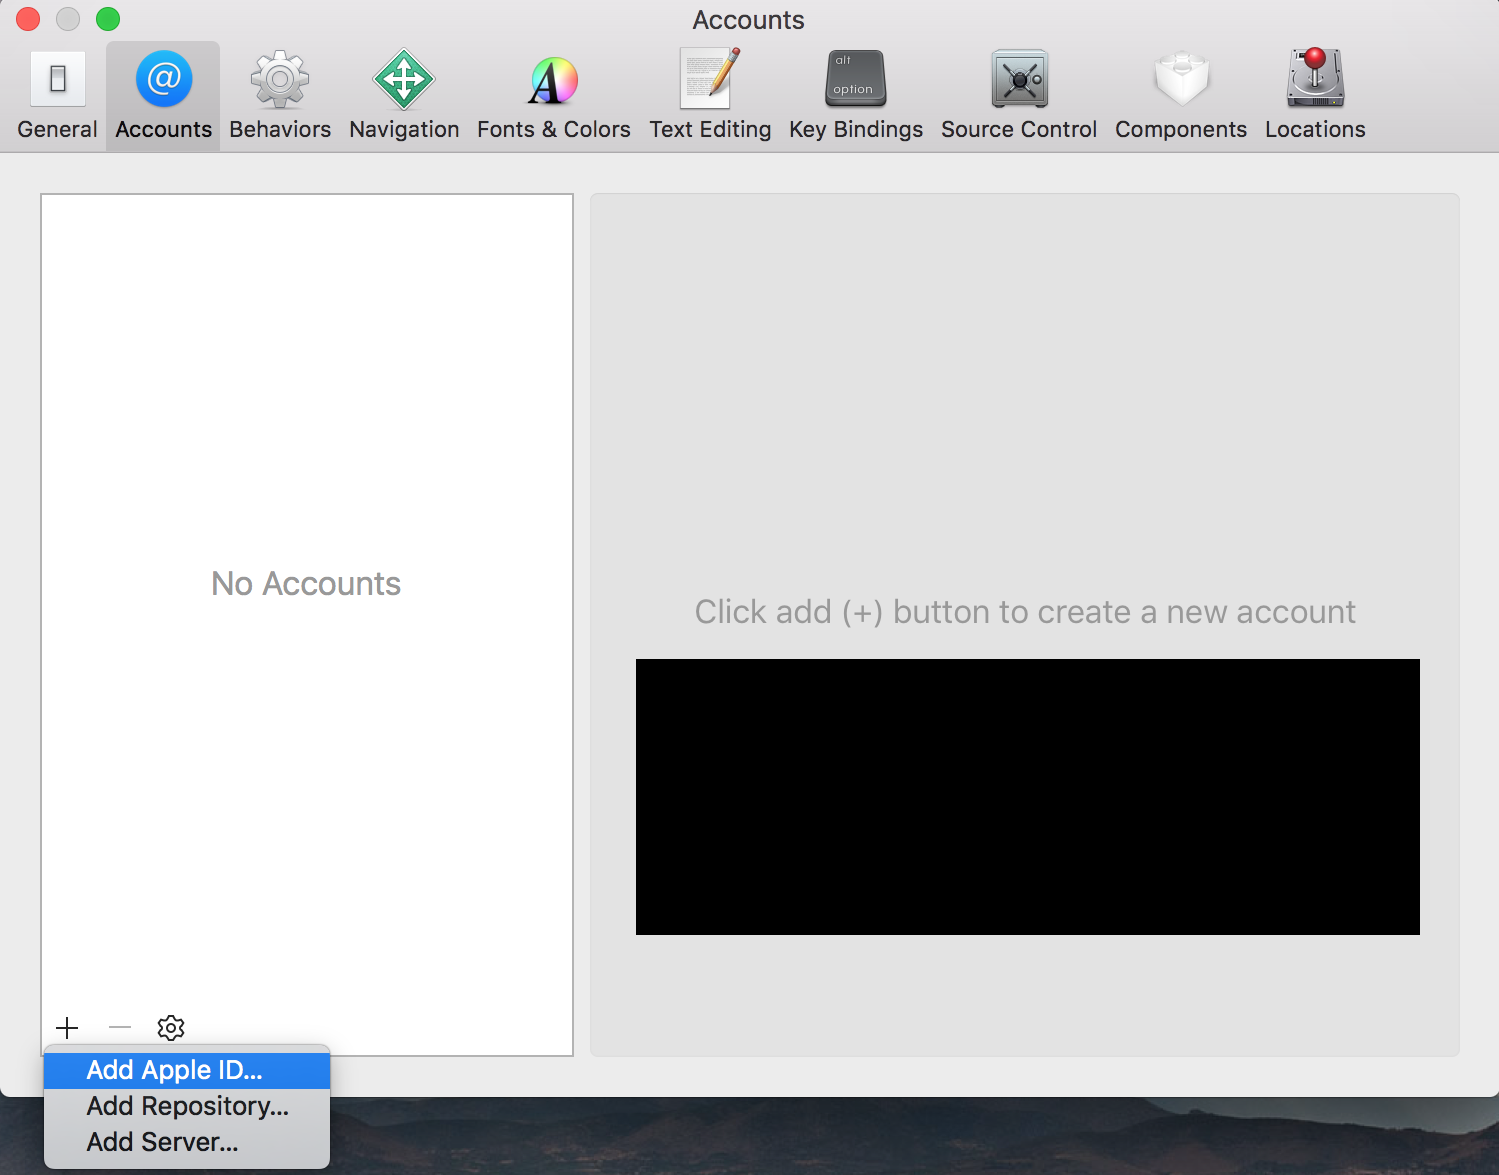 Accounts
General Accounts Behaviors Navigation Fonts & Colors Text Editing alt option Key Bindings Source Control Components Locations
No Accounts
Click add (+) button to create a new account
Add Apple ID...
Add Repository...
Add Server...